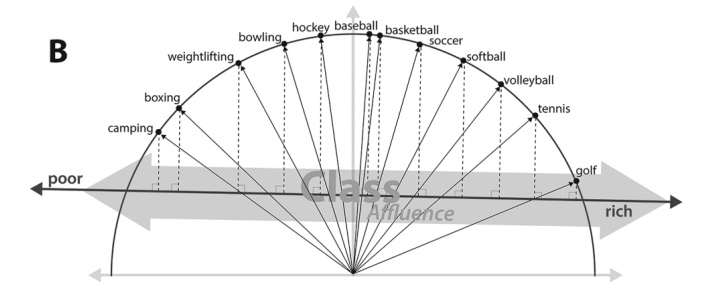 B
hockey
baseball
basketball
bowling
soccer
weightlifting
softball
volleyball
boxing
tennis
camping
golf
poor
Class
Affluence
rich